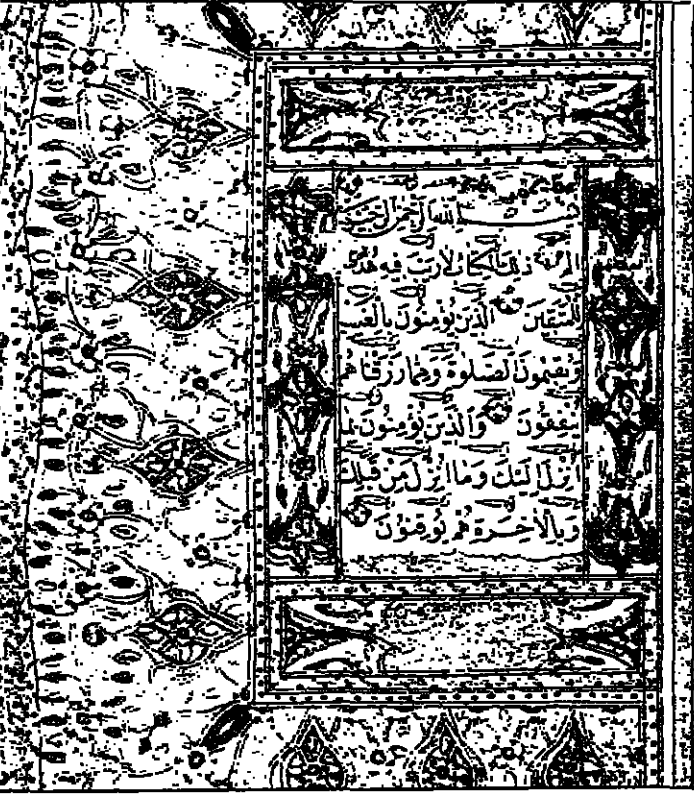 بسم الله الرحمن الرحيم
الم ذلك الكتاب لا ريب فيه هدى
للمتقين الذين يؤمنون بالغيب
ويقيمون الصلوة ومما رزقناهم
ينفقون والذين يؤمنون بما
انزل اليك وما انزل من قبلك
وبالاخرة هم يوقنون